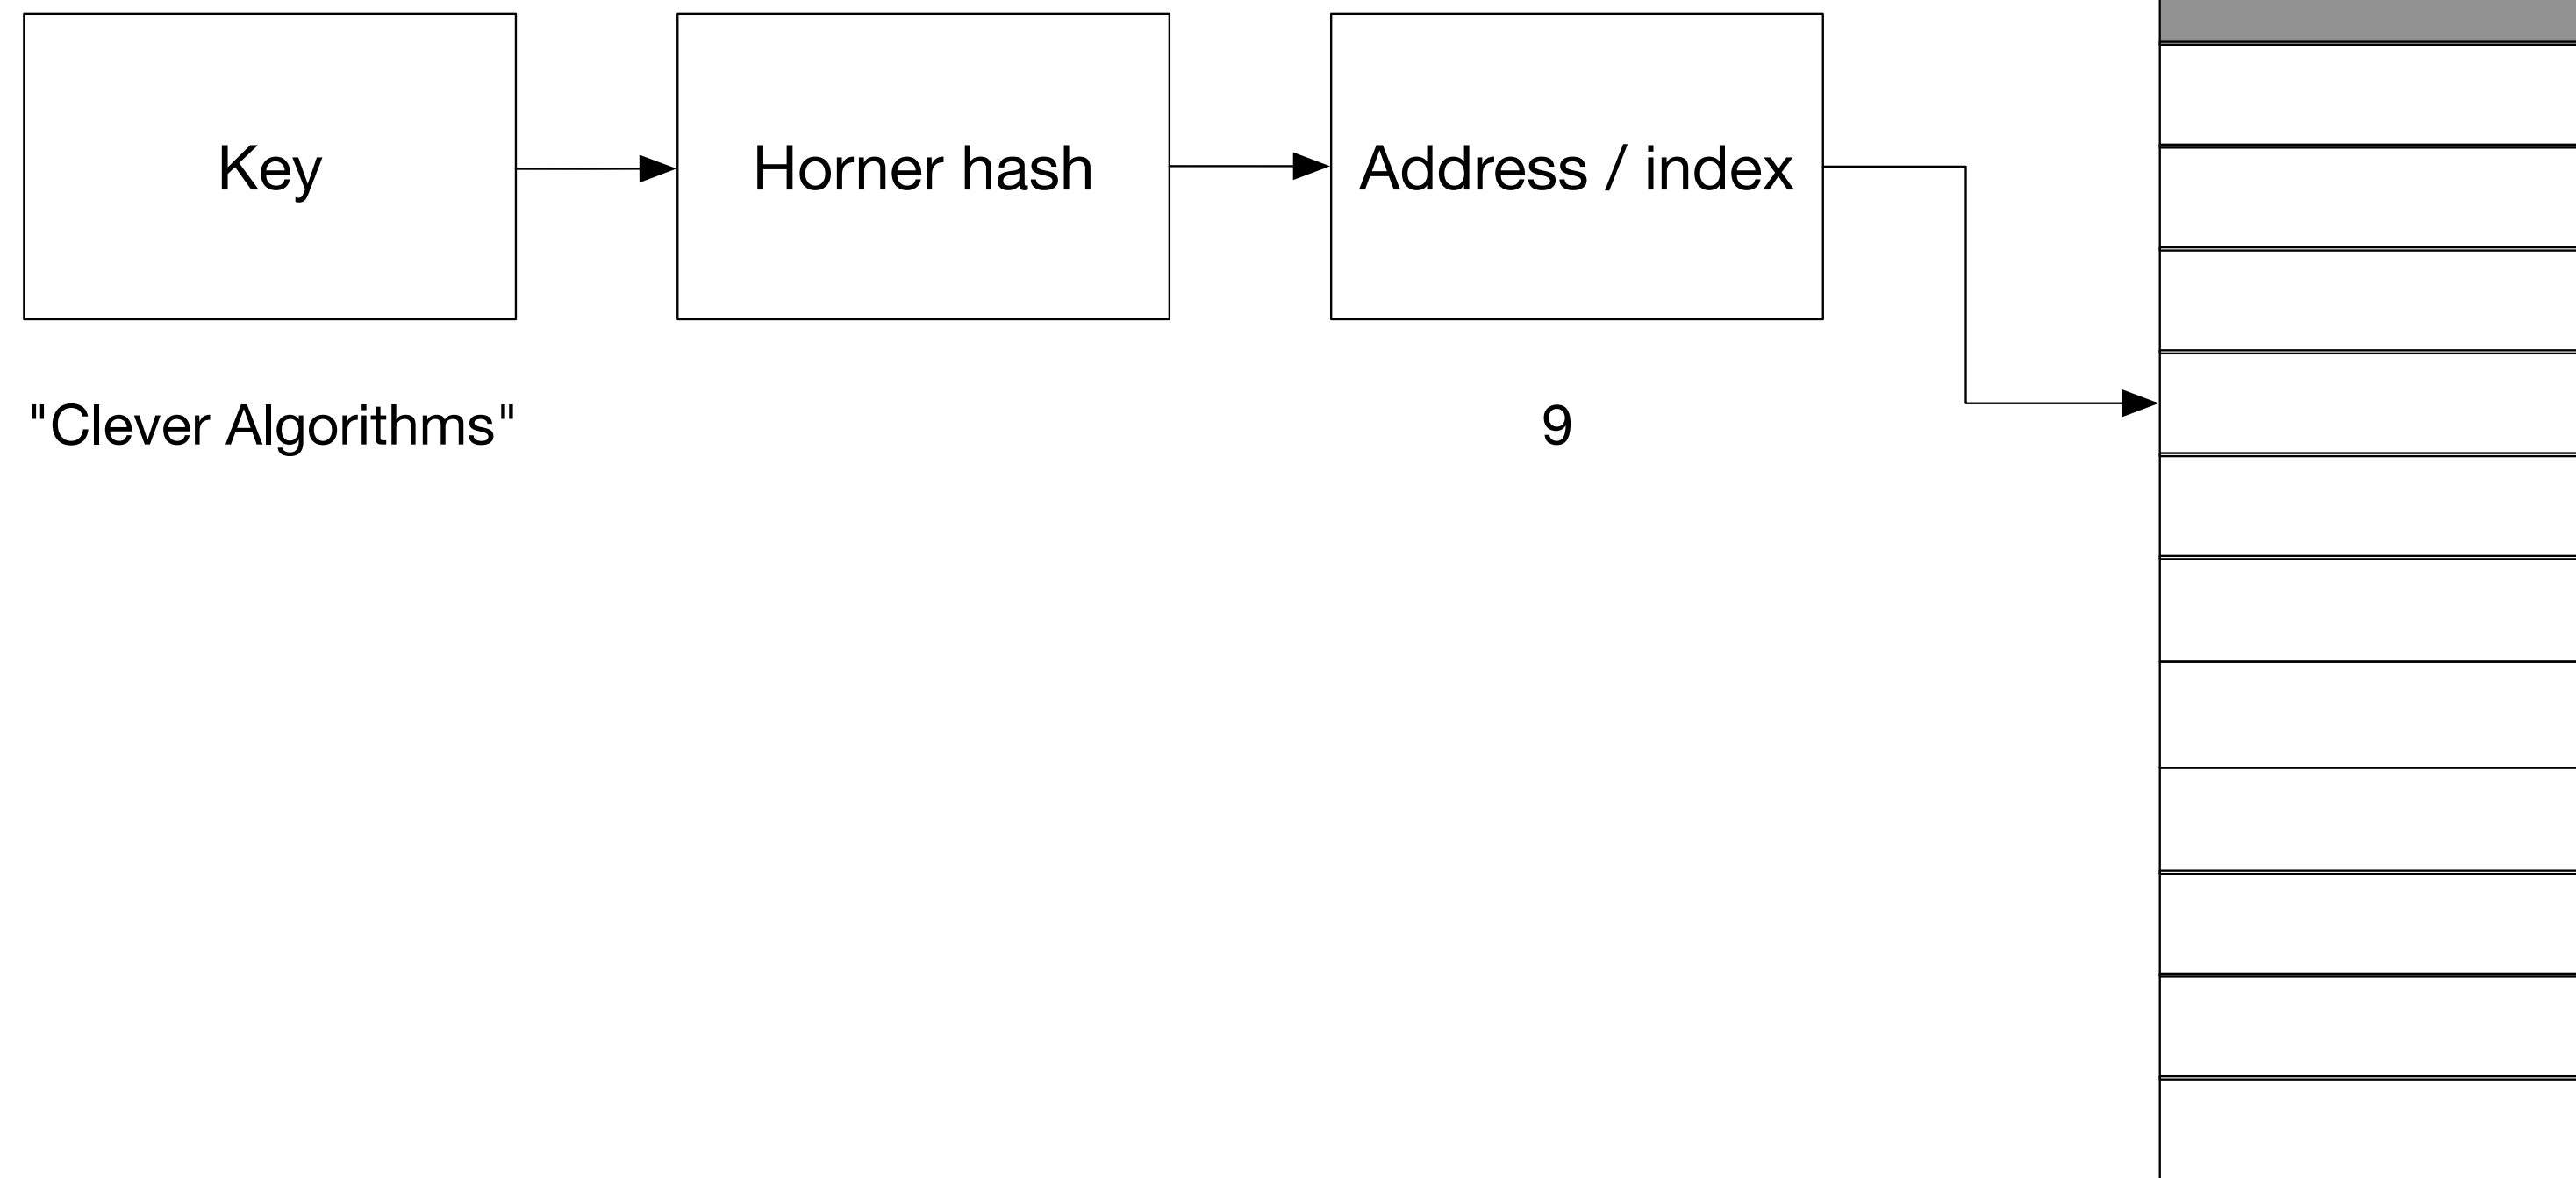 Key
Horner hash
Address / index
"Clever Algorithms"
9